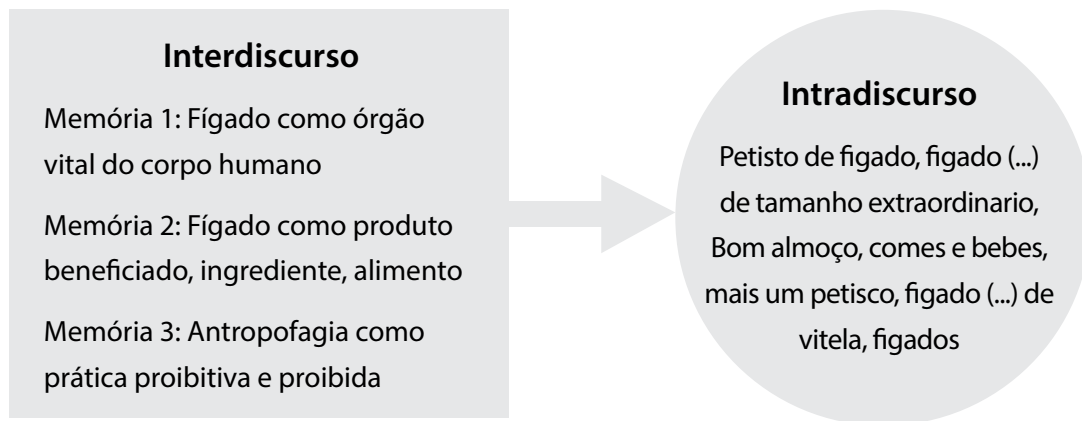 Interdiscurso
Memória 1: Fígado como órgão
vital do corpo humano
Memória 2: Fígado como produto
beneficiado, ingrediente, alimento
Memória 3: Antropofagia como
prática proibitiva e proibida
Intradiscurso
Petisto de figado, figado (...)
de tamanho extraordinario,
Bom almoço, comes e bebes,
mais um petisco, figado (...) de
vitela, figados